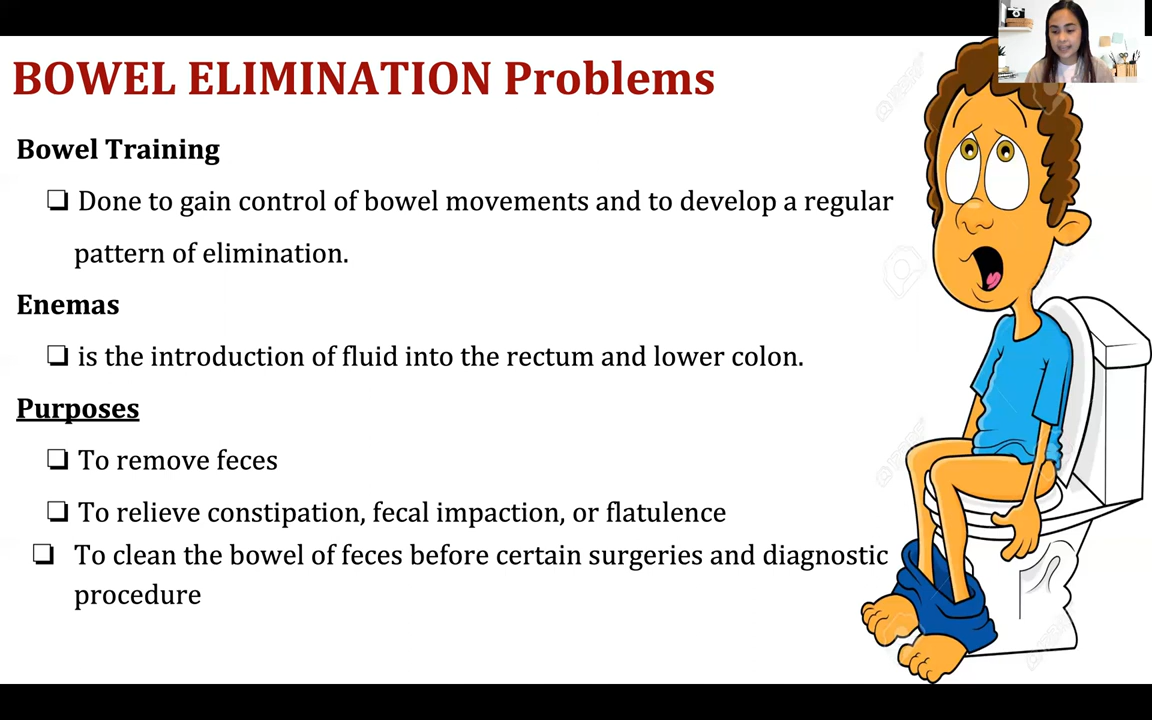 BOWEL ELIMINATION Problems
Bowel Training
❑ Done to gain control of bowel movements and to develop a regular
pattern of elimination.
Enemas
❑ is the introduction of fluid into the rectum and lower colon.
Purposes
❑ To remove feces
❑ To relieve constipation, fecal impaction, or flatulence
❑ To clean the bowel of feces before certain surgeries and diagnostic
procedure